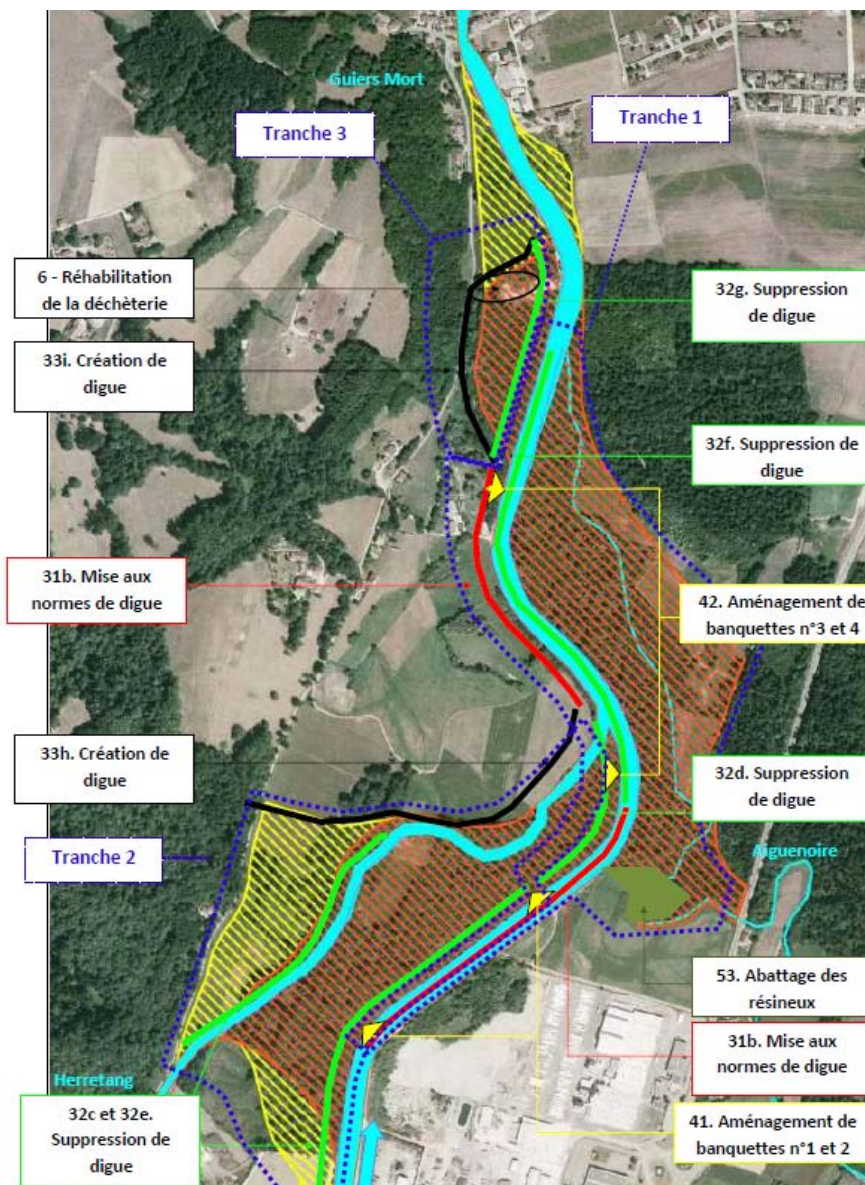 Guiers Mort
Tranche 3
Tranche 1
6 - Réhabilitation
de la déchèterie
32g. Suppression
de digue
33i. Création de
digue
32f. Suppression de
digue
31b. Mise aux
normes de digue
42. Aménagement de
banquettes n°3 et 4
33h. Création de
digue
32d. Suppression
de digue
Tranche 2
Aiguenoire
53. Abattage des
résineux
31b. Mise aux
normes de digue
Herretang
32c et 32e.
Suppression de
digue
41. Aménagement de
banquettes n°1 et 2